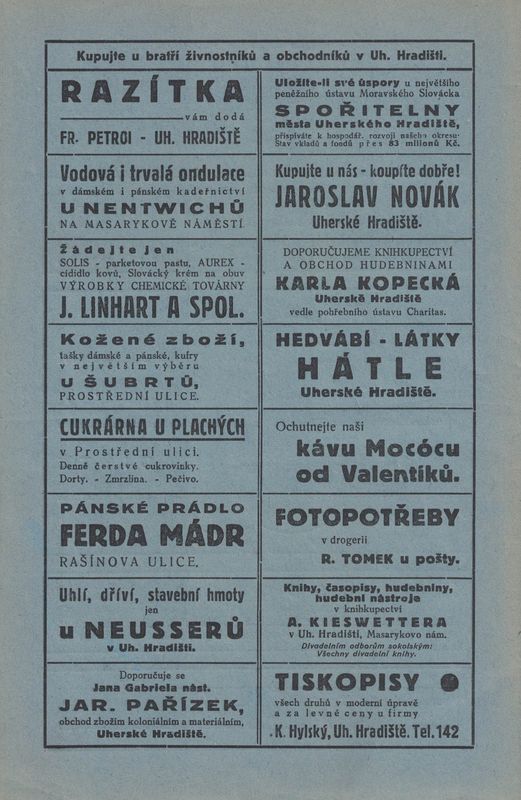 Kupujte u bratří živnostníků a obchodníků v Uh. Hradišti.
RAZÍTKA
vám dodá
FR. PETROI - UH. HRADIŠTĚ
Vodová i trvalá ondulace
v dámském i pánském kadeřnictví
U NENTWICHŮ
NA MASARYKOVĚ NÁMĚSTÍ
Žádejte jen
SOLIS - parketovou pastu, AUREX -
cídidlo kovů, Slovácký krém na obuv
VÝROBKY CHEMICKÉ TOVÁRNY
J. LINHART A SPOL.
Kožené zboží,
tašky dámské a pánské, kufry
v největším výběru
U ŠUBRTŮ,
PROSTŘEDNÍ ULICE.
CUKRÁRNA U PLACHÝCH
v Prostřední ulici.
Denně čerstvé cukrovinky.
Dorty. - Zmrzlina. - Pečivo.
PÁNSKÉ PRÁDLO
FERDA MÁDR
RAŠÍNOVA ULICE.
Uhlí, dříví, stavební hmoty
jen
u NEUSSERŮ
v Uh. Hradišti.
Doporučuje se
Jana Gabriela nást.
JAR. PAŘÍZEK,
obchod zbožím koloniálním a materiálním,
Uherské Hradiště.
Uložíte-li své úspory u největšího
peněžního ústavu Moravského Slovácka
SPOŘITELNY
města Uherského Hradiště,
přispíváte k hospodář. rozvoji našeho okresu·
Stav vkladů a fondů přes 83 milionů Kč.
Kupujte u nás - koupíte dobře!
JAROSLAV NOVÁK
Uherské Hradiště.
DOPORUČUJEME KNIHKUPECTVÍ
A OBCHOD HUDEBNINAMI
KARLA KOPECKÁ
Uherské Hradiště
vedle pohřebního ústavu Charitas.
HEDVÁBÍ - LÁTKY
HÁTLE
Uherské Hradiště.
Ochutnejte naši
kávu Mocócu
od Valentíků.
FOTOPOTŘEBY
v drogerii
R. TOMEK u pošty.
Knihy, časopisy, hudebniny,
hudební nástroje
v knihkupectví
A. KIESWETTERA
v Uh. Hradišti, Masarykovo nám.
Divadelním odborům sokolským:
Všechny divadelní knihy.
TISKOPISY
všech druhů v moderní úpravě
a za levné ceny u firmy
K. Hylský, Uh. Hradiště. Tel. 142